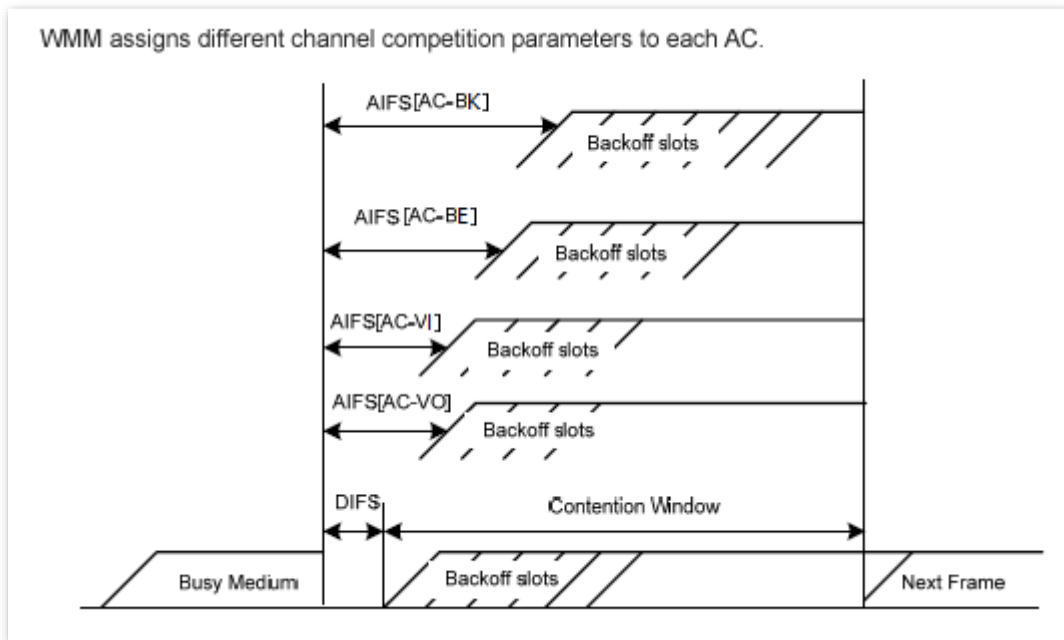 WMM assigns different channel competition parameters to each AC.
AIFS[AC-BK]
Backoff slots
AIFS[AC-BE]
Backoff slots
AIFS[AC-VI]
Backoff slots
AIFS[AC-VO]
Backoff slots
DIFS
Contention Window
Busy Medium
Backoff slots
Next Frame